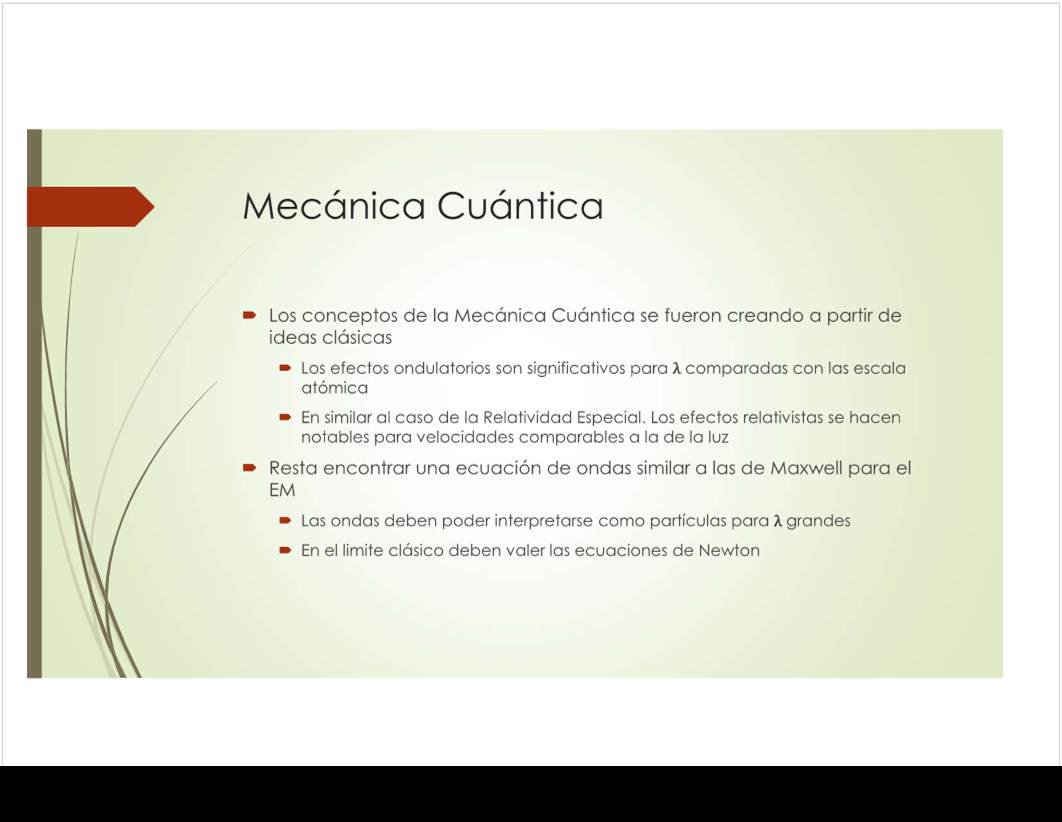 Mecánica Cuántica
Los conceptos de la Mecánica Cuántica se fueron creando a partir de
ideas clásicas
Los efectos ondulatorios son significativos para λ comparadas con las escala
atómica
En similar al caso de la Relatividad Especial. Los efectos relativistas se hacen
notables para velocidades comparables a la de la luz
Resta encontrar una ecuación de ondas similar a las de Maxwell para el
EM
Las ondas deben poder interpretarse como partículas para λ grandes
En el limite clásico deben valer las ecuaciones de Newton